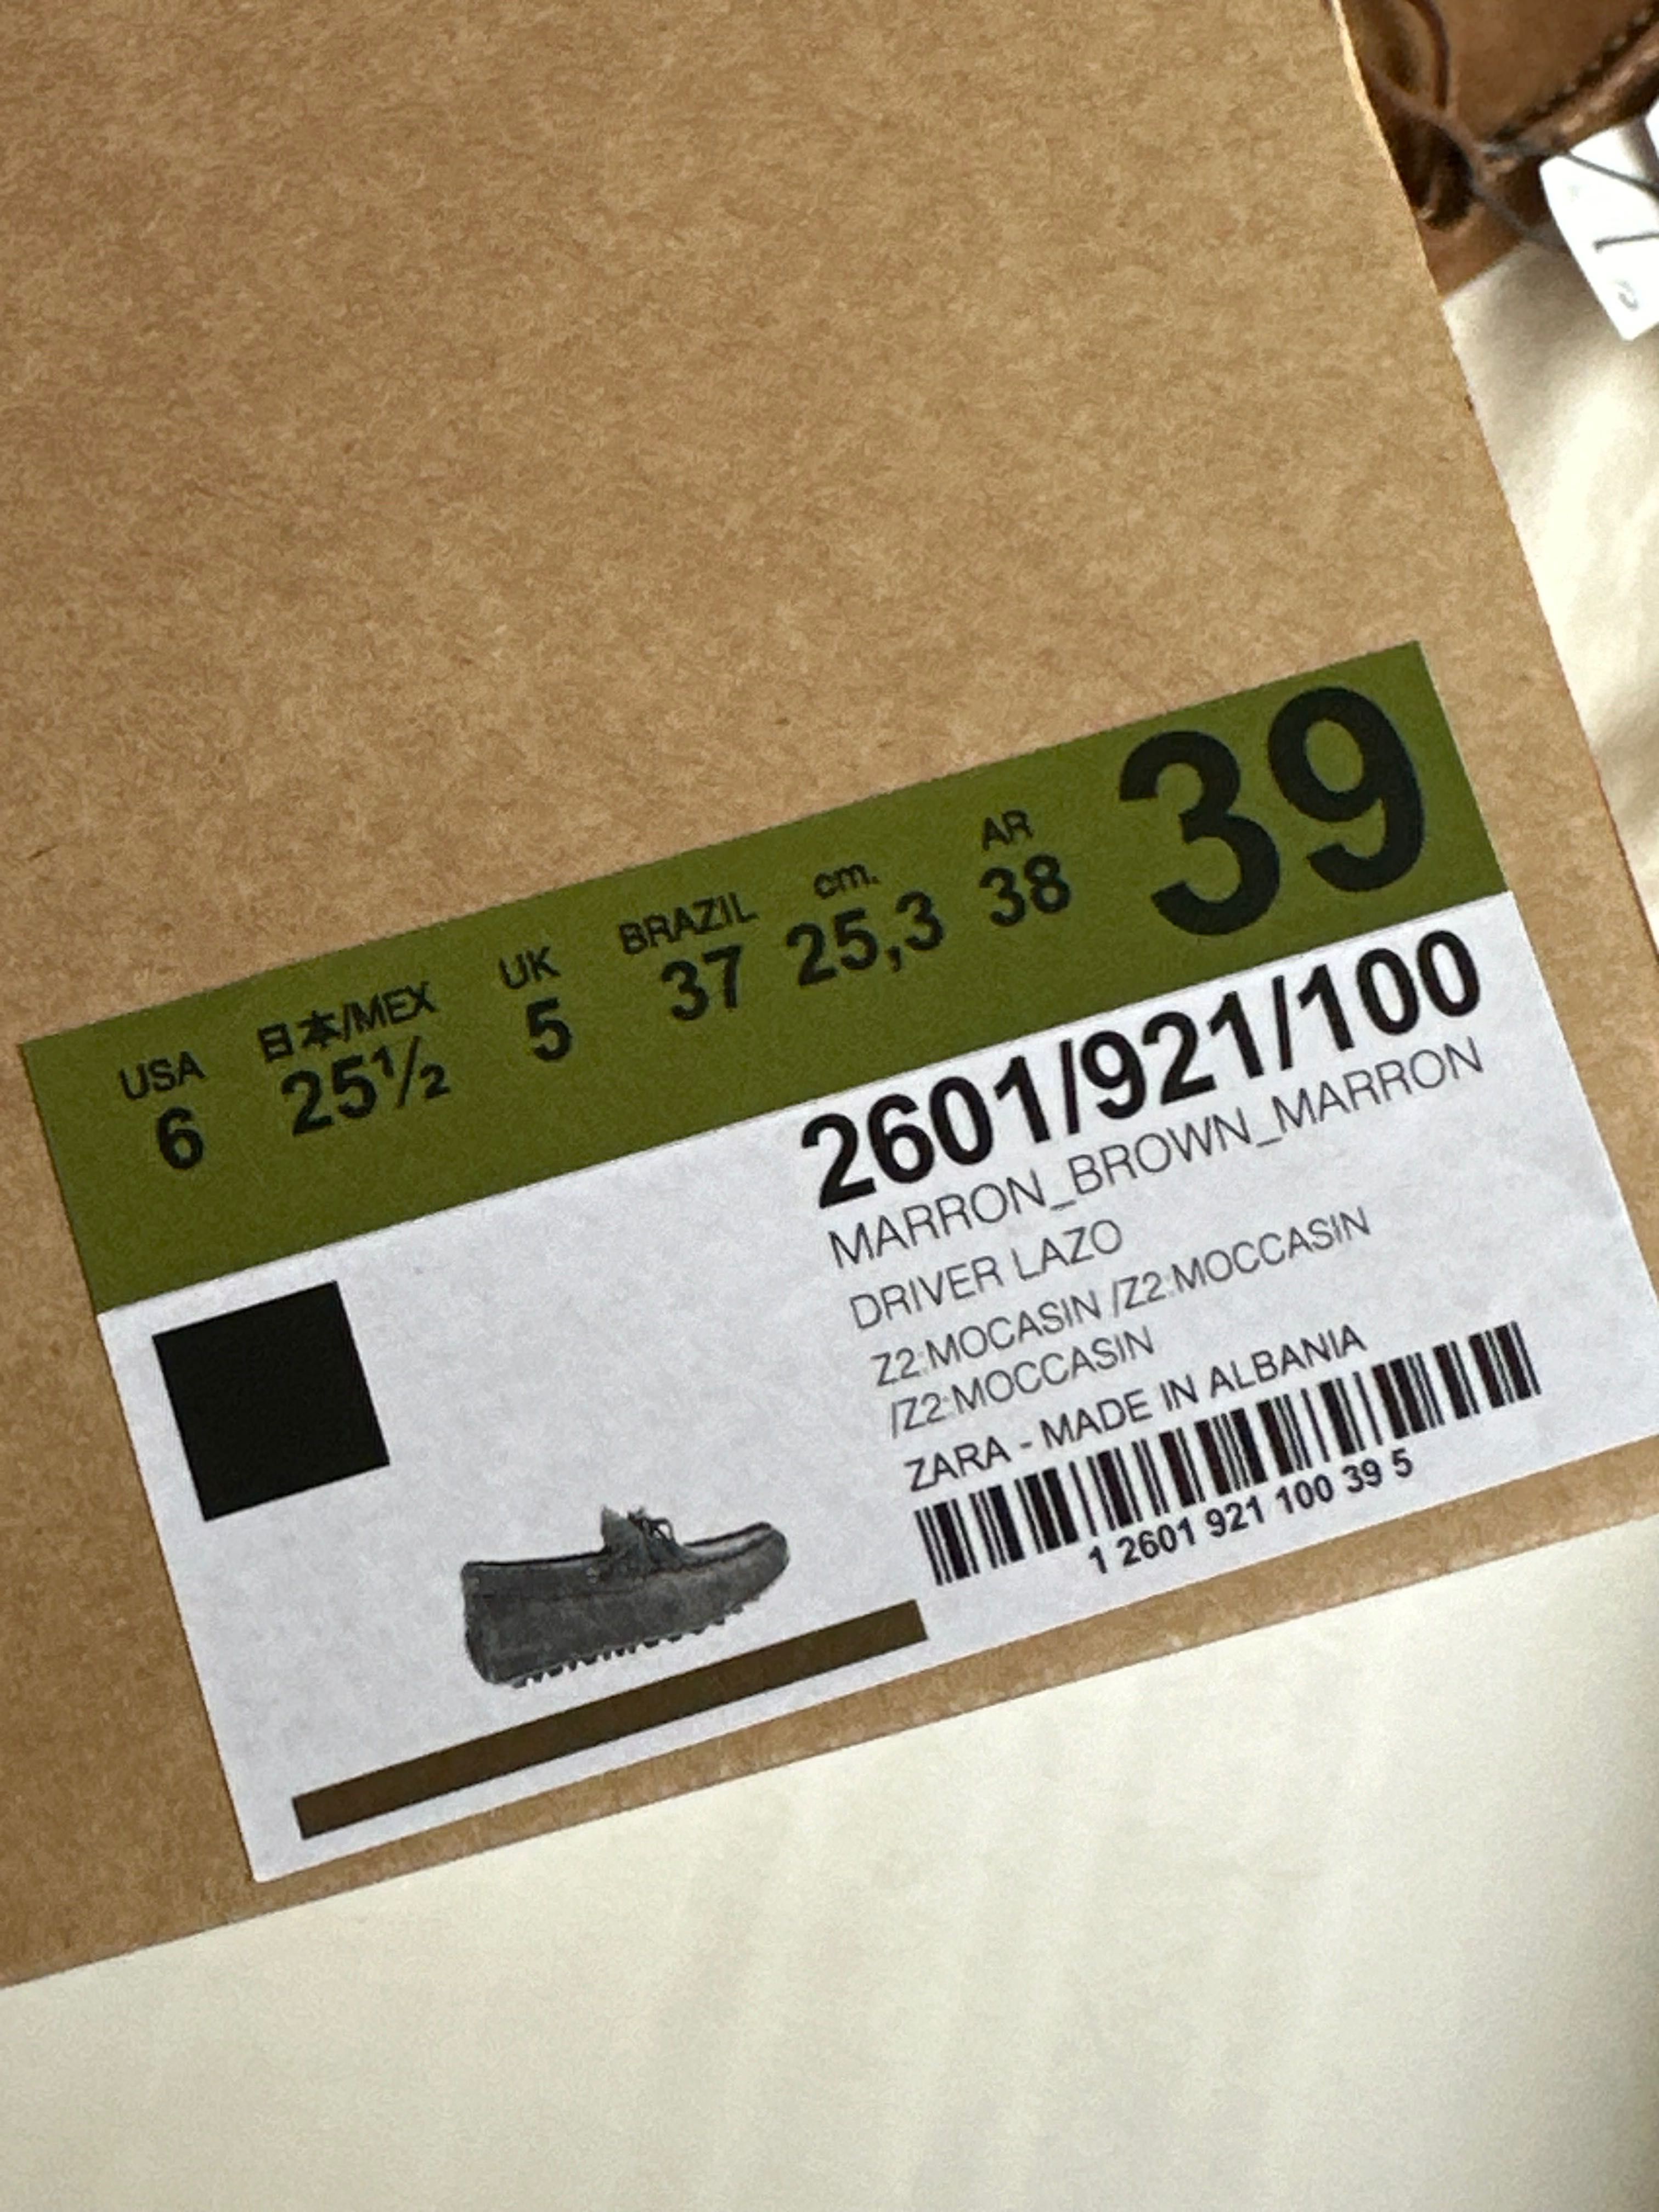 USA 日本/MEX UK BRAZIL cm. AR
6 25½ 5 37 25,3 38 39
2601/921/100
MARRON_BROWN_MARRON
DRIVER LAZO
Z2:MOCASIN /Z2:MOCCASIN
/Z2:MOCCASIN
ZARA - MADE IN ALBANIA
1 2601 921 100 39 5